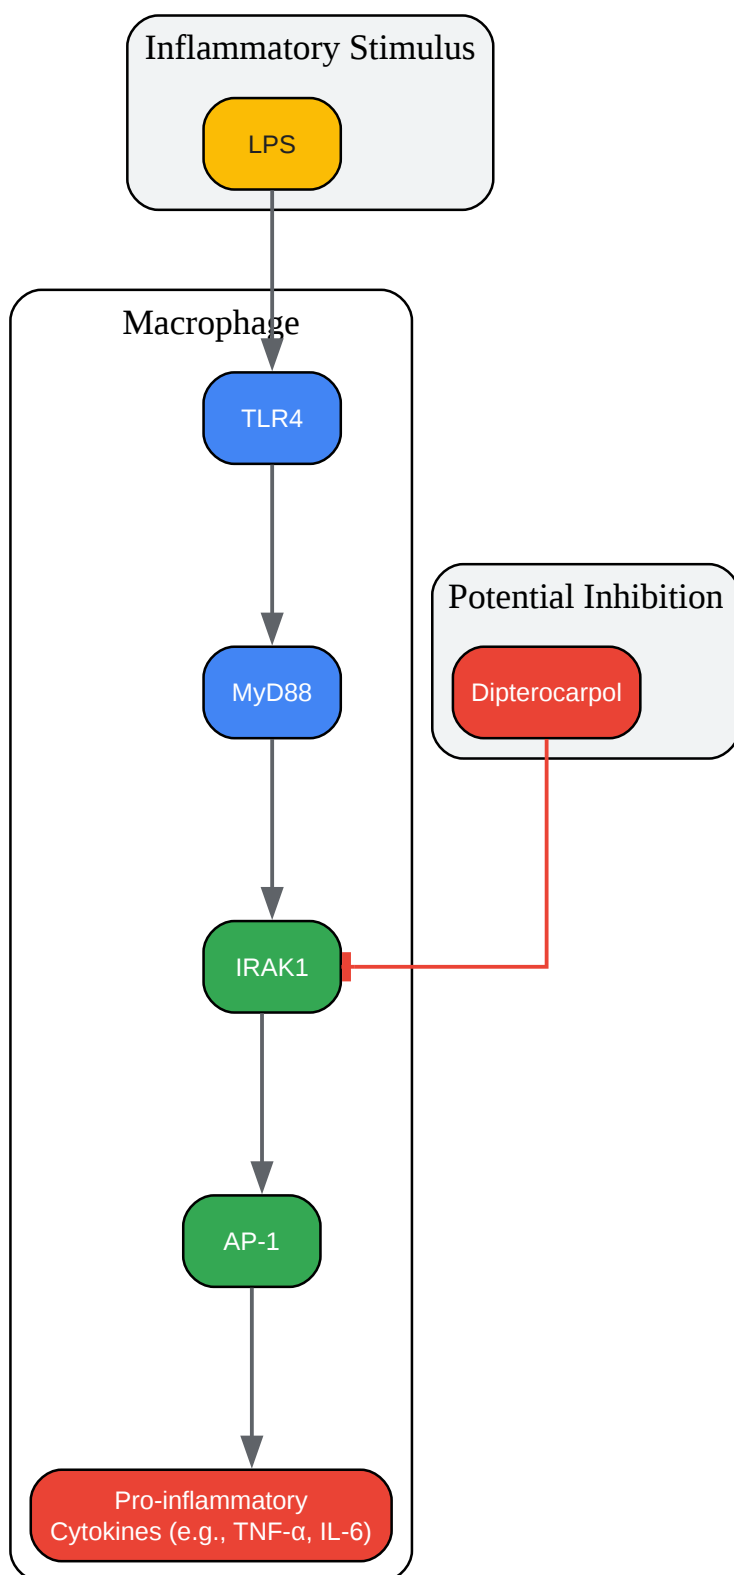 Inflammatory Stimulus
LPS
Macrophage
TLR4
Potential Inhibition
MyD88
Dipterocarpol
IRAK1
AP-1
Pro-inflammatory
Cytokines (e.g., TNF-α, IL-6)